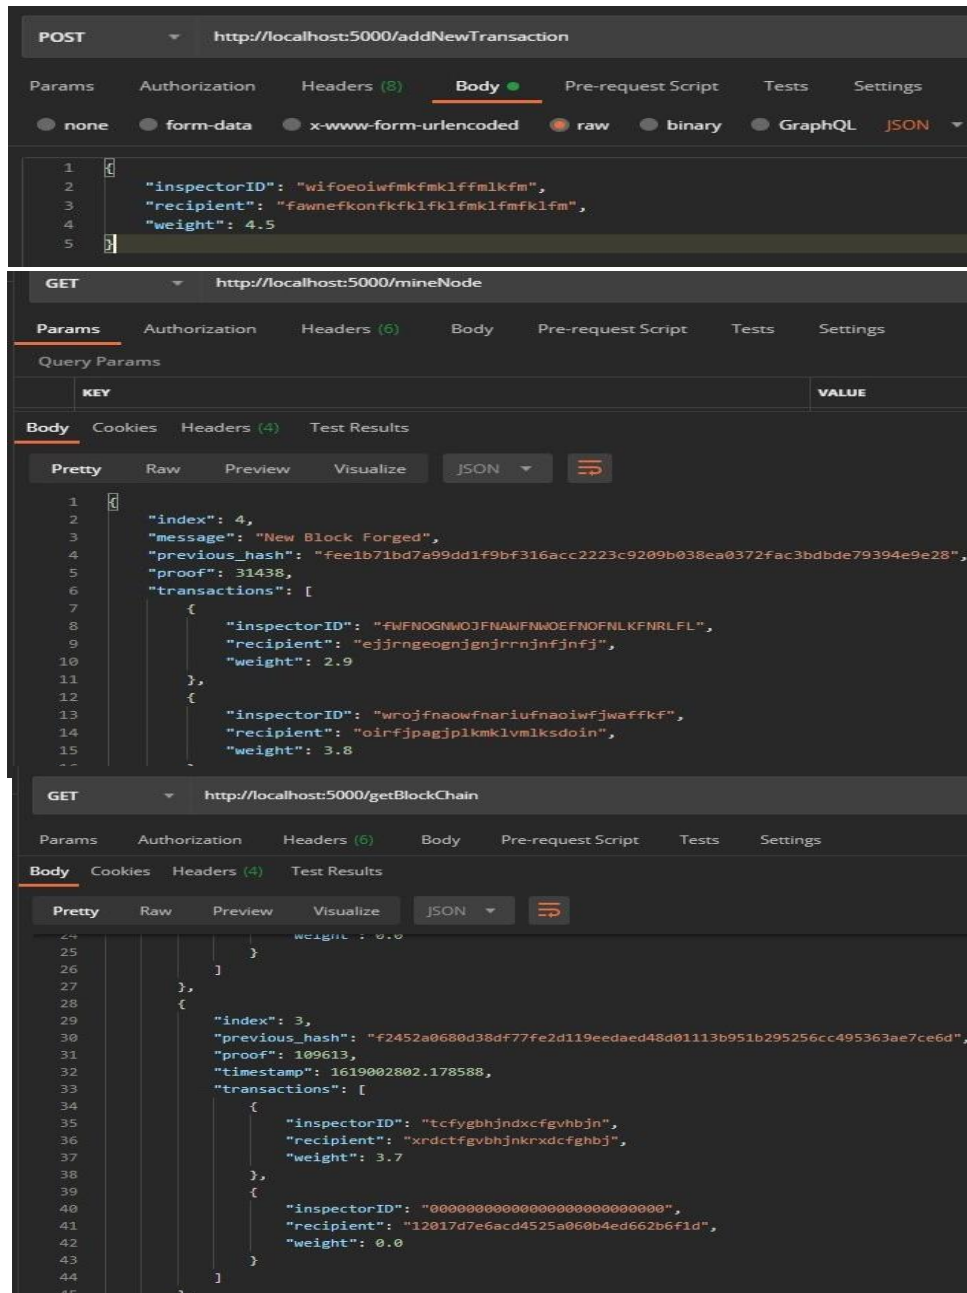 POST http://localhost:5000/addNewTransaction
Params Authorization Headers (8) Body Pre-request Script Tests Settings
none form-data x-www-form-urlencoded raw binary GraphQL JSON
1 {
2 "inspectorID": "wifoeoiwfmkfmklffmlkfm",
3 "recipient": "fawnefkonfkfklfklfmklfmfklfm",
4 "weight": 4.5
5 }
GET http://localhost:5000/mineNode
Params Authorization Headers (6) Body Pre-request Script Tests Settings
Query Params
KEY VALUE
Body Cookies Headers (4) Test Results
Pretty Raw Preview Visualize JSON
1 {
2 "index": 4,
3 "message": "New Block Forged",
4 "previous_hash": "fee1b71bd7a99dd1f9bf316acc2223c9209b038ea0372fac3bdbde79394e9e28",
5 "proof": 31438,
6 "transactions": [
7 {
8 "inspectorID": "fWFNOGNWOJFNAWFNWOEFNOFNLKFNRLFL",
9 "recipient": "ejjrngeognjgnjrrnjnfjnfj",
10 "weight": 2.9
11 },
12 {
13 "inspectorID": "wrojfnaowfnariufnaoiwfjwaffkf",
14 "recipient": "oirfjpagjplkmklvmlksdoin",
15 "weight": 3.8
GET http://localhost:5000/getBlockChain
Params Authorization Headers (6) Body Pre-request Script Tests Settings
Body Cookies Headers (4) Test Results
Pretty Raw Preview Visualize JSON
24 weight : 0.0
25 }
26 ]
27 },
28 {
29 "index": 3,
30 "previous_hash": "f2452a0680d38df77fe2d119eedaed48d01113b951b295256cc495363ae7ce6d",
31 "proof": 109613,
32 "timestamp": 1619002802.178588,
33 "transactions": [
34 {
35 "inspectorID": "tcfygbhjndxcfgvhbjn",
36 "recipient": "xrdctfgvbhjnkrxdcfghbj",
37 "weight": 3.7
38 },
39 {
40 "inspectorID": "00000000000000000000000000",
41 "recipient": "12017d7e6acd4525a060b4ed662b6f1d",
42 "weight": 0.0
43 }
44 ]